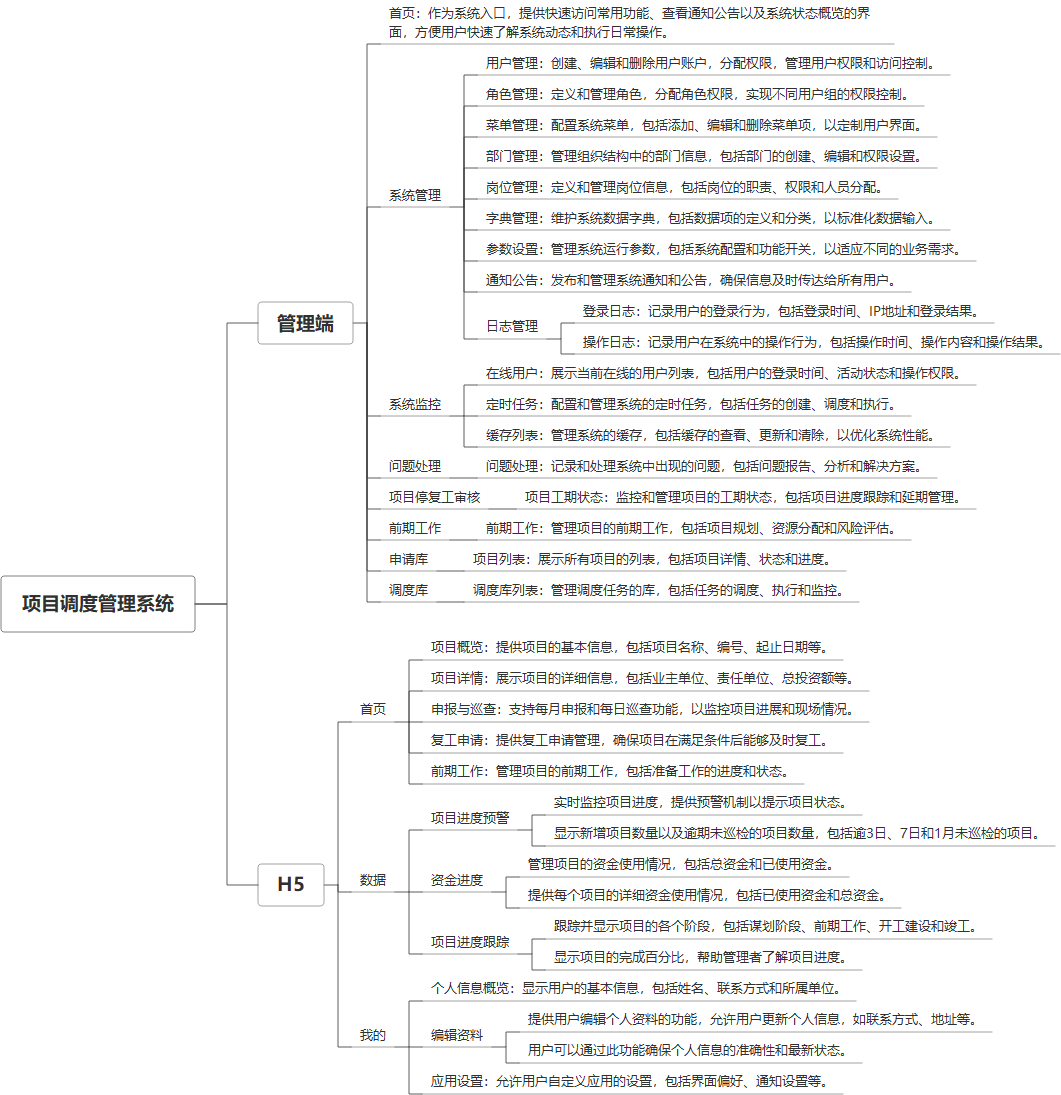 首页：作为系统入口，提供快速访问常用功能、查看通知公告以及系统状态概览的界
面，方便用户快速了解系统动态和执行日常操作。
用户管理：创建、编辑和删除用户账户，分配权限，管理用户权限和访问控制。
角色管理：定义和管理角色，分配角色权限，实现不同用户组的权限控制。
菜单管理：配置系统菜单，包括添加、编辑和删除菜单项，以定制用户界面。
部门管理：管理组织结构中的部门信息，包括部门的创建、编辑和权限设置。
系统管理
岗位管理：定义和管理岗位信息，包括岗位的职责、权限和人员分配。
字典管理：维护系统数据字典，包括数据项的定义和分类，以标准化数据输入。
参数设置：管理系统运行参数，包括系统配置和功能开关，以适应不同的业务需求。
通知公告：发布和管理系统通知和公告，确保信息及时传达给所有用户。
日志管理
登录日志：记录用户的登录行为，包括登录时间、IP地址和登录结果。
操作日志：记录用户在系统中的操作行为，包括操作时间、操作内容和操作结果。
管理端
系统监控
在线用户：展示当前在线的用户列表，包括用户的登录时间、活动状态和操作权限。
定时任务：配置和管理系统的定时任务，包括任务的创建、调度和执行。
缓存列表：管理系统的缓存，包括缓存的查看、更新和清除，以优化系统性能。
问题处理
问题处理：记录和处理系统中出现的问题，包括问题报告、分析和解决方案。
项目停复工审核
项目工期状态：监控和管理项目的工期状态，包括项目进度跟踪和延期管理。
前期工作
前期工作：管理项目的前期工作，包括项目规划、资源分配和风险评估。
申请库
项目列表：展示所有项目的列表，包括项目详情、状态和进度。
调度库
调度库列表：管理调度任务的库，包括任务的调度、执行和监控。
项目调度管理系统
首页
项目概览：提供项目的基本信息，包括项目名称、编号、起止日期等。
项目详情：展示项目的详细信息，包括业主单位、责任单位、总投资额等。
申报与巡查：支持每月申报和每日巡查功能，以监控项目进展和现场情况。
复工申请：提供复工申请管理，确保项目在满足条件后能够及时复工。
前期工作：管理项目的前期工作，包括准备工作的进度和状态。
H5
数据
项目进度预警
实时监控项目进度，提供预警机制以提示项目状态。
显示新增项目数量以及逾期未巡检的项目数量，包括逾3日、7日和1月未巡检的项目。
资金进度
管理项目的资金使用情况，包括总资金和已使用资金。
提供每个项目的详细资金使用情况，包括已使用资金和总资金。
项目进度跟踪
跟踪并显示项目的各个阶段，包括谋划阶段、前期工作、开工建设和竣工。
显示项目的完成百分比，帮助管理者了解项目进度。
我的
个人信息概览：显示用户的基本信息，包括姓名、联系方式和所属单位。
编辑资料
提供用户编辑个人资料的功能，允许用户更新个人信息，如联系方式、地址等。
用户可以通过此功能确保个人信息的准确性和最新状态。
应用设置：允许用户自定义应用的设置，包括界面偏好、通知设置等。